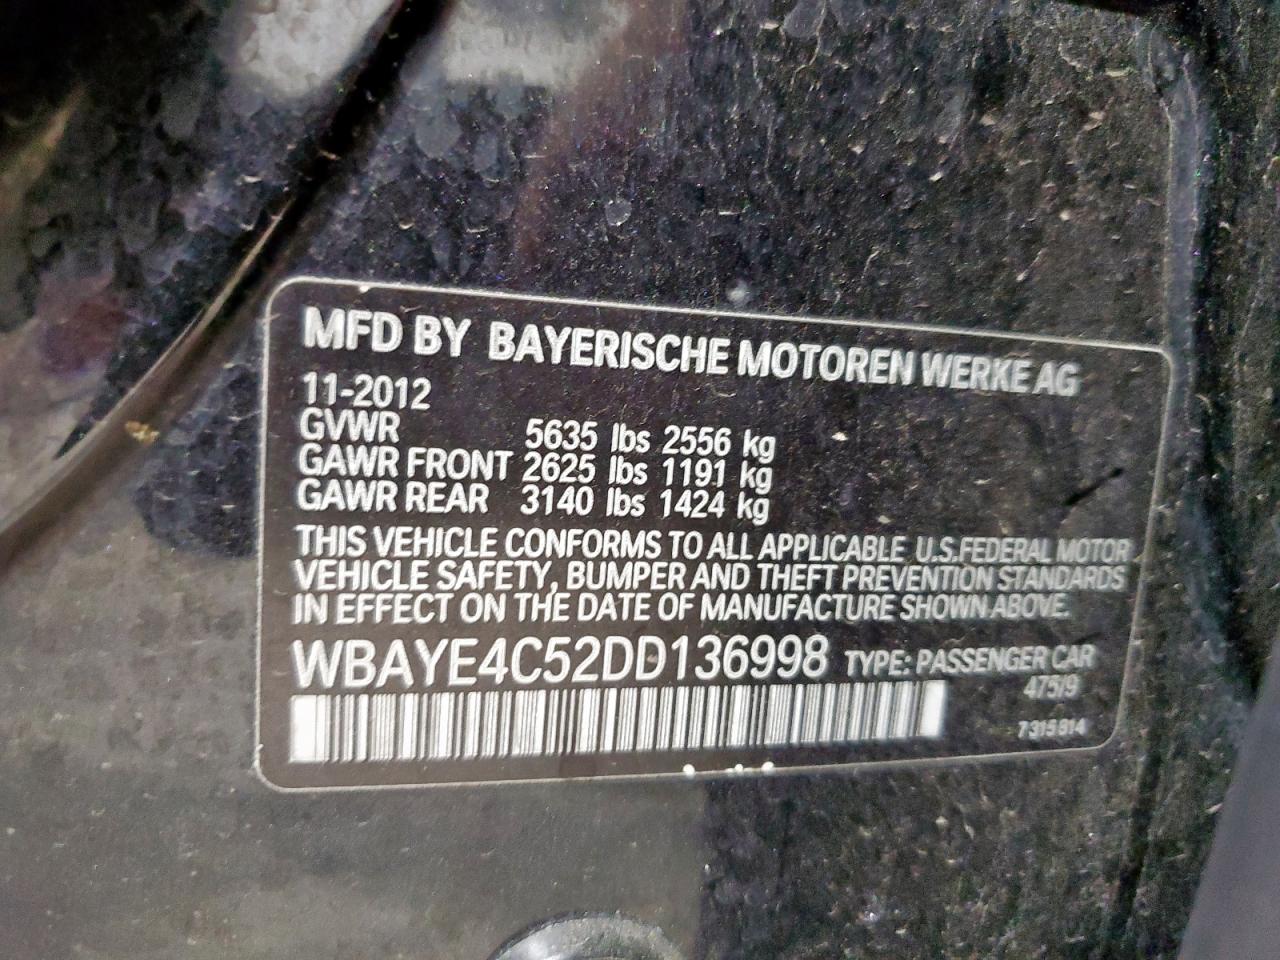 MFD BY BAYERISCHE MOTOREN WERKE AG
11-2012
GVWR 5635 lbs 2556 kg
GAWR FRONT 2625 lbs 1191 kg
GAWR REAR 3140 lbs 1424 kg
THIS VEHICLE CONFORMS TO ALL APPLICABLE U.S.FEDERAL MOTOR
VEHICLE SAFETY, BUMPER AND THEFT PREVENTION STANDARDS
IN EFFECT ON THE DATE OF MANUFACTURE SHOWN ABOVE.
WBAYE4C52DD136998 TYPE: PASSENGER CAR
475/9
7315814